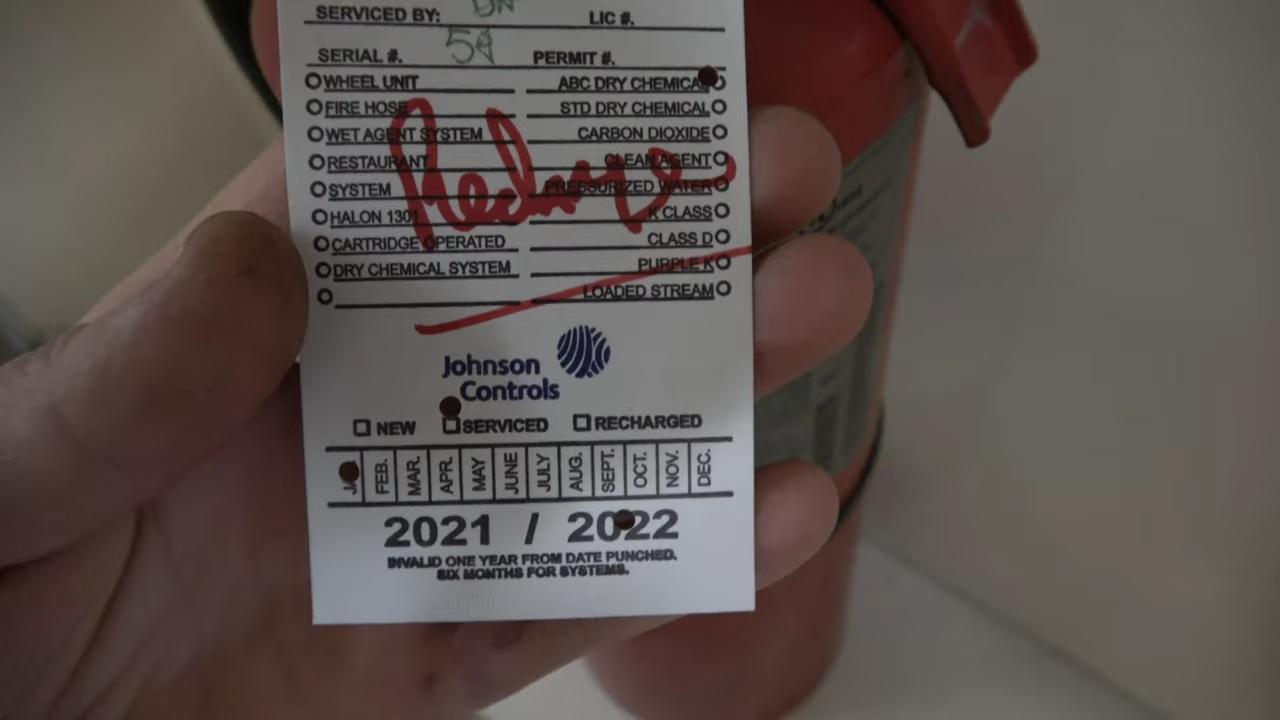 SERVICED BY: LIC #.
SERIAL #. 59 PERMIT #.
WHEEL UNIT ABC DRY CHEMICAL
FIRE HOSE STD DRY CHEMICAL
WET AGENT SYSTEM CARBON DIOXIDE
RESTAURANT CLEAN AGENT
SYSTEM PRESSURIZED WATER
HALON 1301 K CLASS
CARTRIDGE OPERATED CLASS D
DRY CHEMICAL SYSTEM PURPLE K
LOADED STREAM
Recharge
Johnson
Controls
NEW SERVICED RECHARGED
JAN. FEB. MAR. APR. MAY JUNE JULY AUG. SEPT. OCT. NOV. DEC.
2021 / 2022
INVALID ONE YEAR FROM DATE PUNCHED.
SIX MONTHS FOR SYSTEMS.